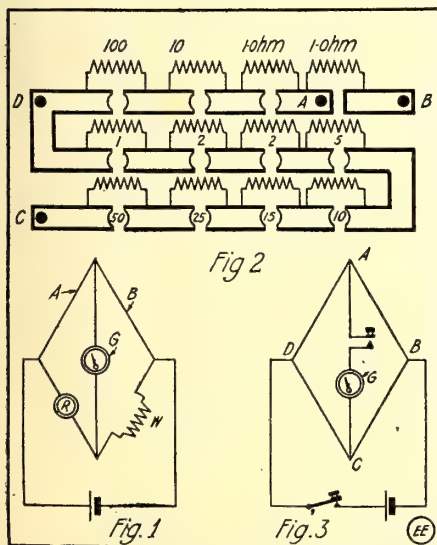 100 10 1-ohm 1-ohm
D A B
1 2 2 5
C 50 25 15 10
Fig 2
A B G R W
Fig. 1
A D B G C
Fig. 3
EE